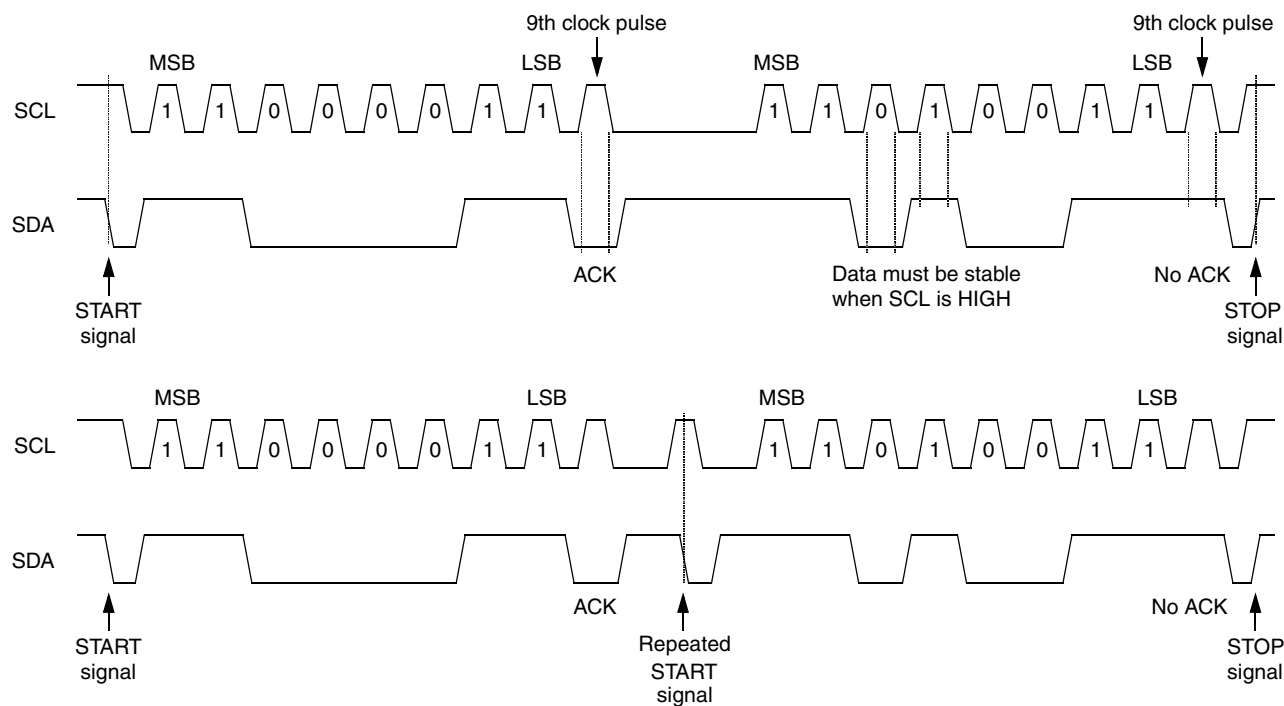 9th clock pulse 9th clock pulse
MSB LSB MSB LSB
SCL 1 1 0 0 0 0 1 1 1 1 0 1 0 0 1 1
SDA
ACK Data must be stable No ACK
when SCL is HIGH
START STOP
signal signal
MSB LSB MSB LSB
SCL 1 1 0 0 0 0 1 1 1 1 0 1 0 0 1 1
SDA
ACK No ACK
START Repeated STOP
signal START signal
signal